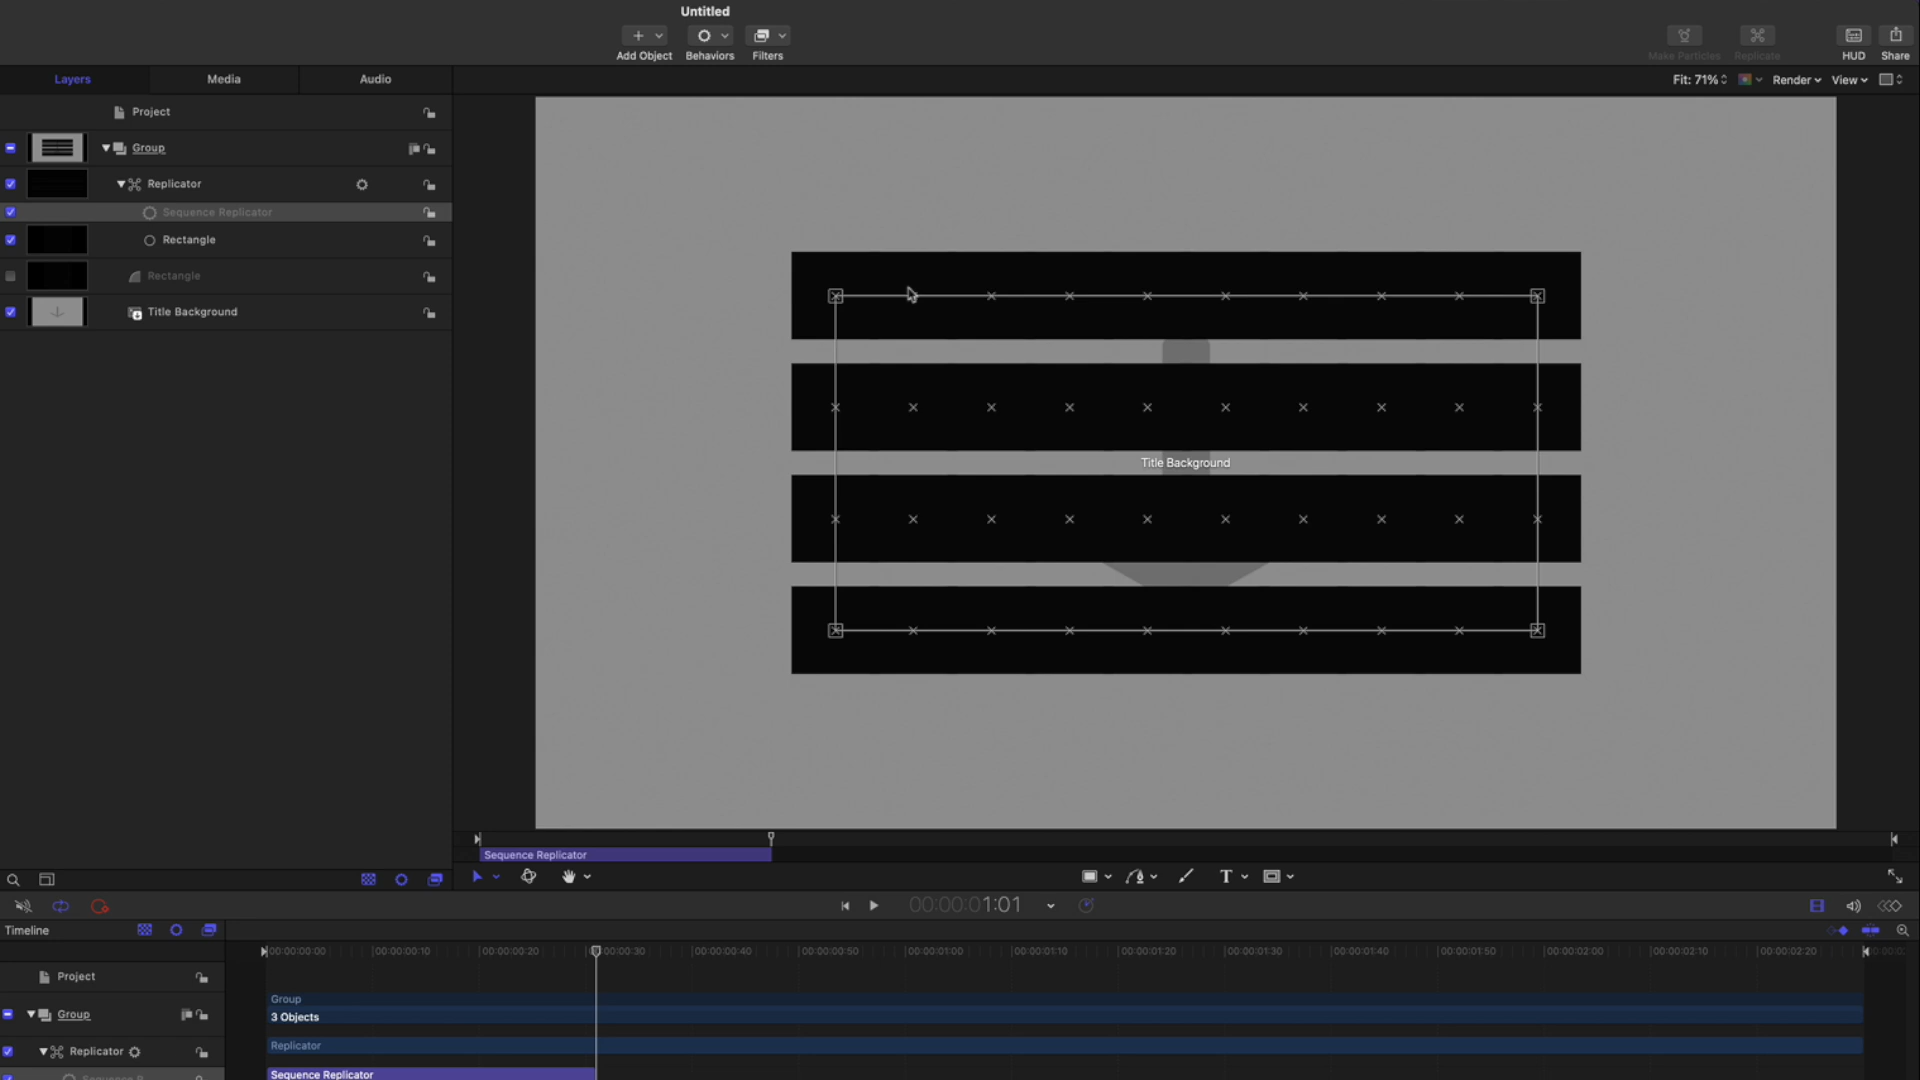 Untitled
Add Object
Behaviors
Filters
Make Particles
Replicate
HUD
Share
Layers
Media
Audio
Fit: 71%
Render
View
Project
Group
Replicator
Sequence Replicator
Rectangle
Rectangle
Title Background
Title Background
Sequence Replicator
T
00:00:01:01
Timeline
00:00:00:00
00:00:00:10
00:00:00:20
00:00:30
00:00:00:40
00:00:00:50
00:00:01:00
00:00:01:10
00:00:01:20
00:00:01:30
00:00:01:40
00:00:01:50
00:00:02:00
00:00:02:10
00:00:02:20
Project
Group
Group
3 Objects
Replicator
Replicator
Sequence Replicator